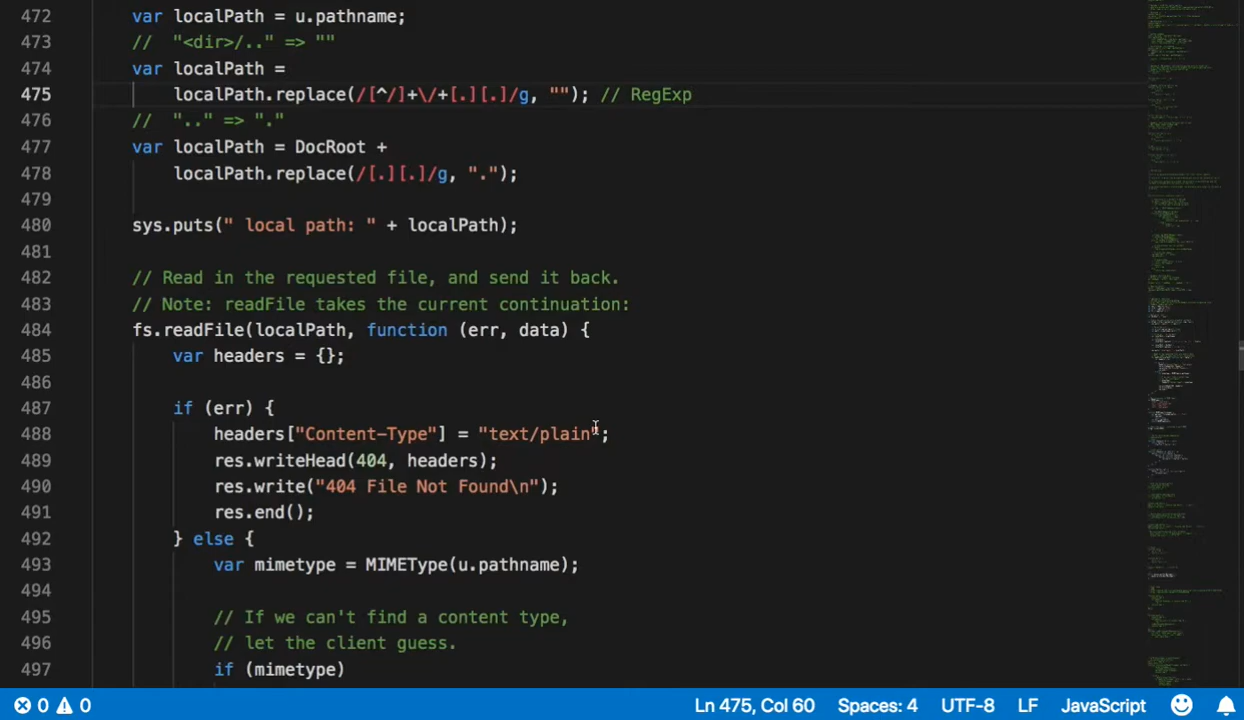 472 var localPath = u.pathname;
473 // "<dir>/.." => ""
474 var localPath =
475 localPath.replace(/[^/]+\/+[.][.]/g, ""); // RegExp
476 // ".." => "."
477 var localPath = DocRoot +
478 localPath.replace(/[.][.]/g, ".");
479
480 sys.puts(" local path: " + localPath);
481
482 // Read in the requested file, and send it back.
483 // Note: readFile takes the current continuation:
484 fs.readFile(localPath, function (err, data) {
485 var headers = {};
486
487 if (err) {
488 headers["Content-Type"] = "text/plain";
489 res.writeHead(404, headers);
490 res.write("404 File Not Found\n");
491 res.end();
492 } else {
493 var mimetype = MIMEType(u.pathname);
494
495 // If we can't find a content type,
496 // let the client guess.
497 if (mimetype)
0 0 Ln 475, Col 60 Spaces: 4 UTF-8 LF JavaScript